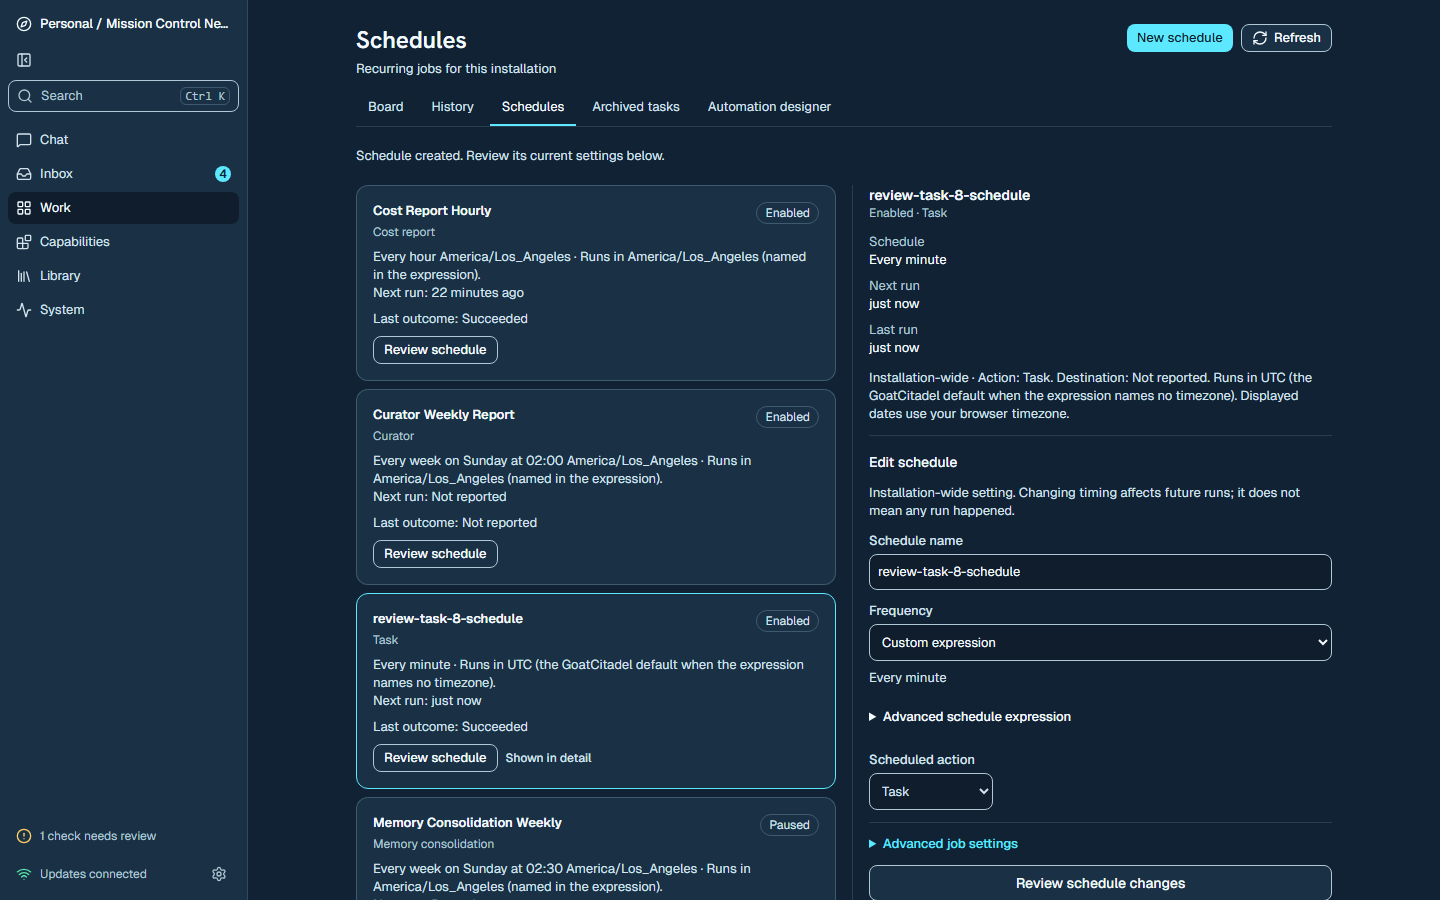 Personal / Mission Control Ne...
Search
Ctrl K
Chat
Inbox
4
Work
Capabilities
Library
System
1 check needs review
Updates connected
Schedules
Recurring jobs for this installation
New schedule
Refresh
Board
History
Schedules
Archived tasks
Automation designer
Schedule created. Review its current settings below.
Cost Report Hourly
Enabled
Cost report
Every hour America/Los_Angeles · Runs in America/Los_Angeles (named
in the expression).
Next run: 22 minutes ago
Last outcome: Succeeded
Review schedule
Curator Weekly Report
Enabled
Curator
Every week on Sunday at 02:00 America/Los_Angeles · Runs in
America/Los_Angeles (named in the expression).
Next run: Not reported
Last outcome: Not reported
Review schedule
review-task-8-schedule
Enabled
Task
Every minute · Runs in UTC (the GoatCitadel default when the expression
names no timezone).
Next run: just now
Last outcome: Succeeded
Review schedule
Shown in detail
Memory Consolidation Weekly
Paused
Memory consolidation
Every week on Sunday at 02:30 America/Los_Angeles · Runs in
America/Los_Angeles (named in the expression).
review-task-8-schedule
Enabled · Task
Schedule
Every minute
Next run
just now
Last run
just now
Installation-wide · Action: Task. Destination: Not reported. Runs in UTC (the
GoatCitadel default when the expression names no timezone). Displayed
dates use your browser timezone.
Edit schedule
Installation-wide setting. Changing timing affects future runs; it does not
mean any run happened.
Schedule name
review-task-8-schedule
Frequency
Custom expression
Every minute
Advanced schedule expression
Scheduled action
Task
Advanced job settings
Review schedule changes